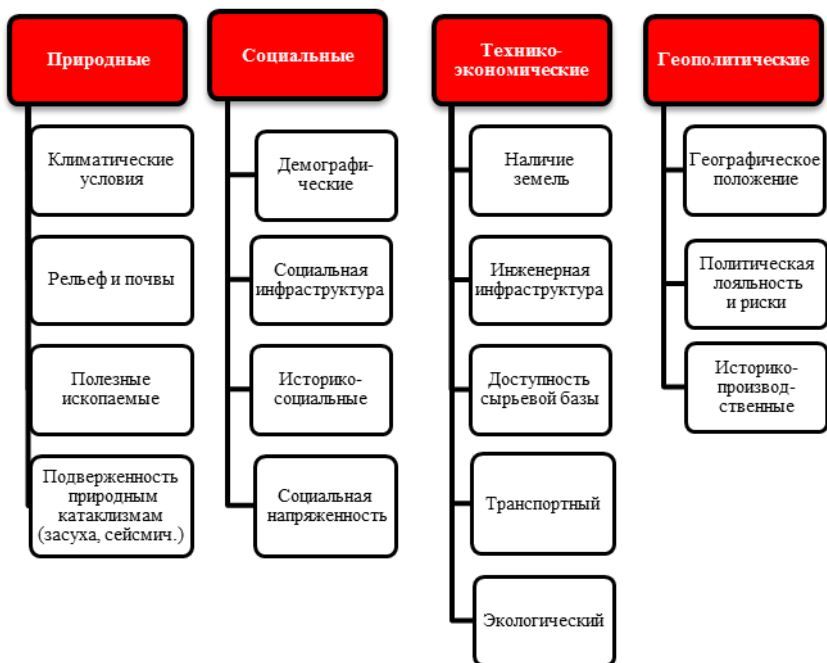 Природные
Климатические
условия
Рельеф и почвы
Полезные
ископаемые
Подверженность
природным
катаклизмам
(засуха, сейсмич.)
Социальные
Демографи-
ческие
Социальная
инфраструктура
Историко-
социальные
Социальная
напряженность
Технико-
экономические
Наличие
земель
Инженерная
инфраструктура
Доступность
сырьевой базы
Транспортный
Экологический
Геополитические
Географическое
положение
Политическая
лояльность
и риски
Историко-
производ-
ственные